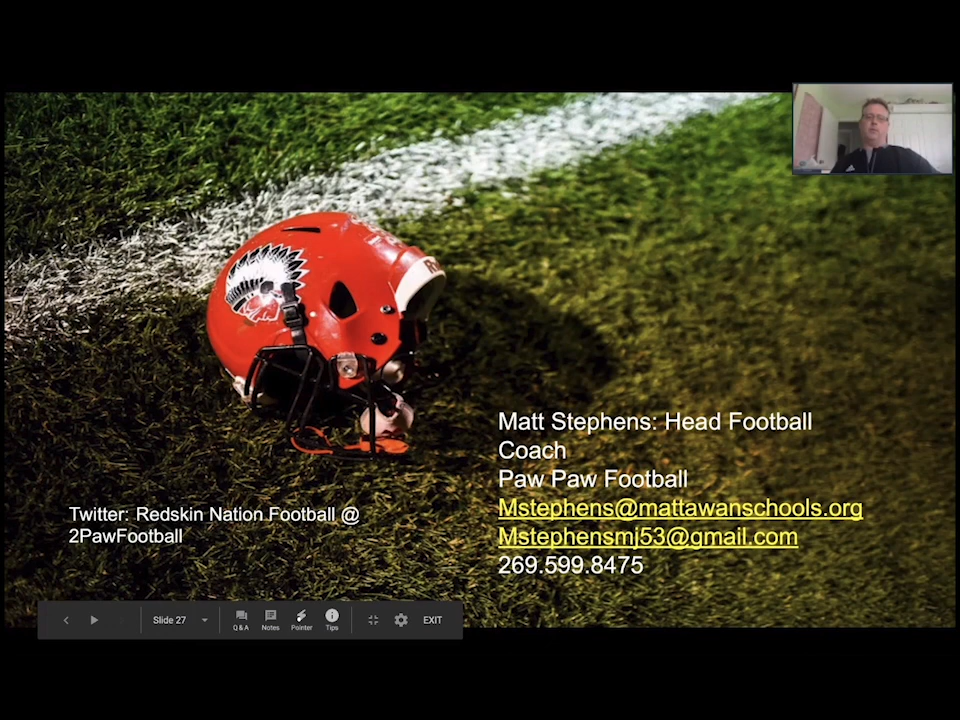 Matt Stephens: Head Football
Coach
Paw Paw Football
Mstephens@mattawanschools.org
Mstephensmj53@gmail.com
269.599.8475
Twitter: Redskin Nation Football @
2PawFootball
Slide 27
Q & A
Notes
Pointer
Tips
EXIT